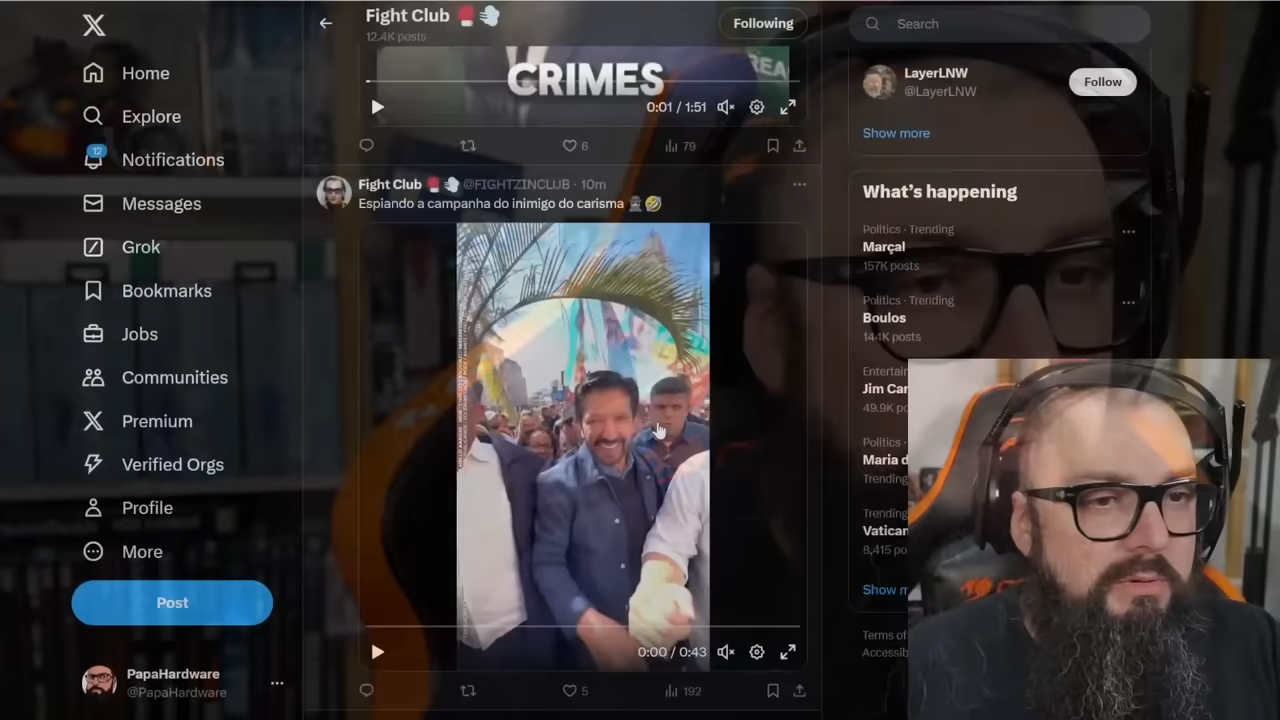 Home
Explore
12
Notifications
Messages
Grok
Bookmarks
Jobs
Communities
Premium
Verified Orgs
Profile
More
Post
PapaHardware
@PapaHardware
Fight Club
12.4K posts
Following
CRIMES
0:01 / 1:51
6
79
Fight Club @FIGHTZINCLUB · 10m
Espiando a campanha do inimigo do carisma
0:00 / 0:43
5
192
Search
LayerLNW
@LayerLNW
Follow
Show more
What's happening
Politics · Trending
Marçal
157K posts
Politics · Trending
Boulos
144K posts
Jim
49.9K
Politics
Maria
Trending
Trending
8,415
Show
Terms of